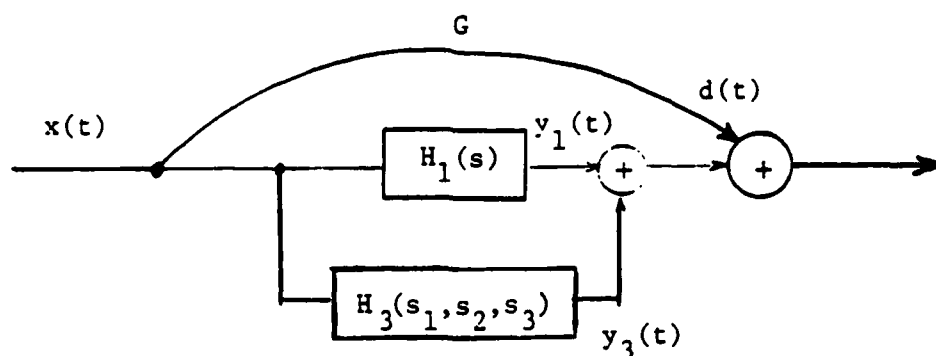 G
d(t)
x(t)
y₁(t)
H₁(s)
+
+
H₃(s₁,s₂,s₃)
y₃(t)